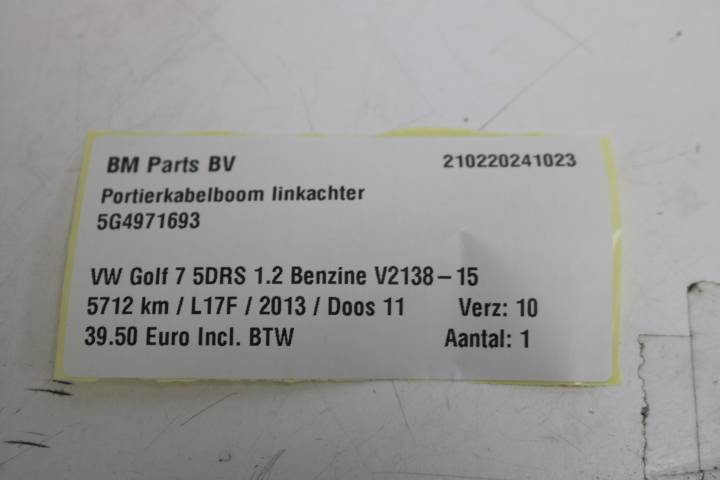 BM Parts BV 210220241023
Portierkabelboom linkachter
5G4971693
VW Golf 7 5DRS 1.2 Benzine V2138-15
5712 km / L17F / 2013 / Doos 11 Verz: 10
39.50 Euro Incl. BTW Aantal: 1